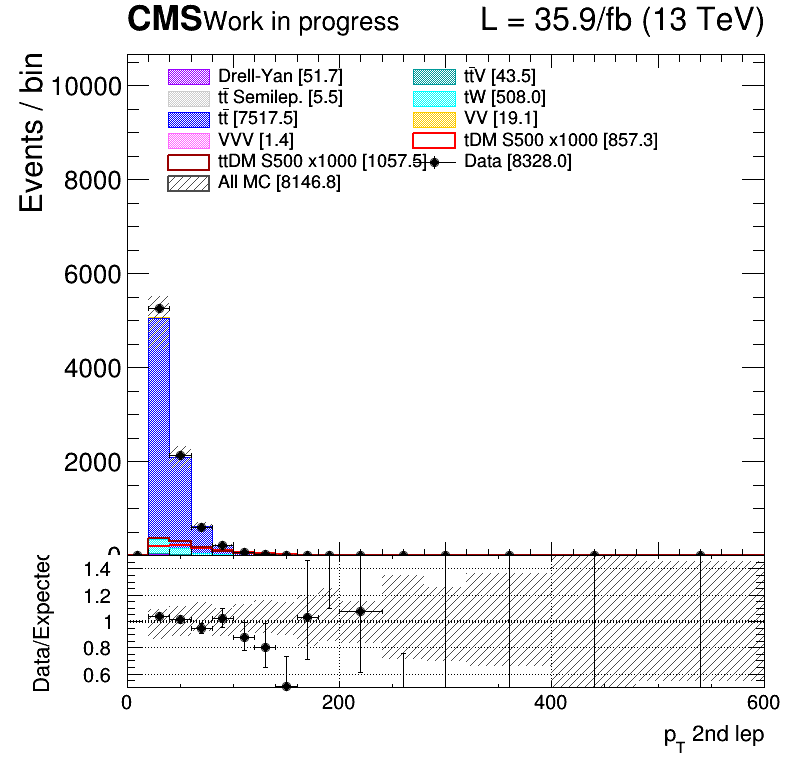 CMS Work in progress L = 35.9/fb (13 TeV)
Events / bin
10000
8000
6000
4000
2000
0
Drell-Yan [51.7]
tt̄V [43.5]
tt̄ Semilep. [5.5]
tW [508.0]
tt̄ [7517.5]
VV [19.1]
VVV [1.4]
tDM S500 x1000 [857.3]
ttDM S500 x1000 [1057.5]
Data [8328.0]
All MC [8146.8]
Data/Expected
1.4
1.2
1
0.8
0.6
0 200 400 600
p_T 2nd lep